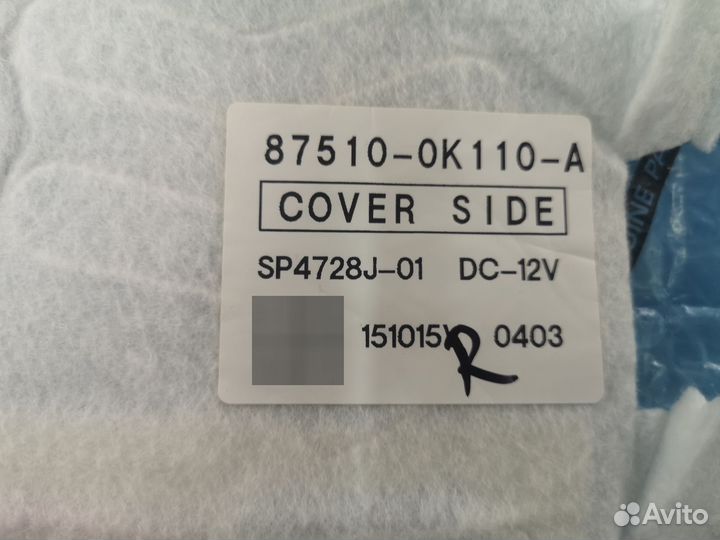 87510-0K110-A
COVER SIDE
SP4728J-01 DC-12V
151015 R 0403
Avito